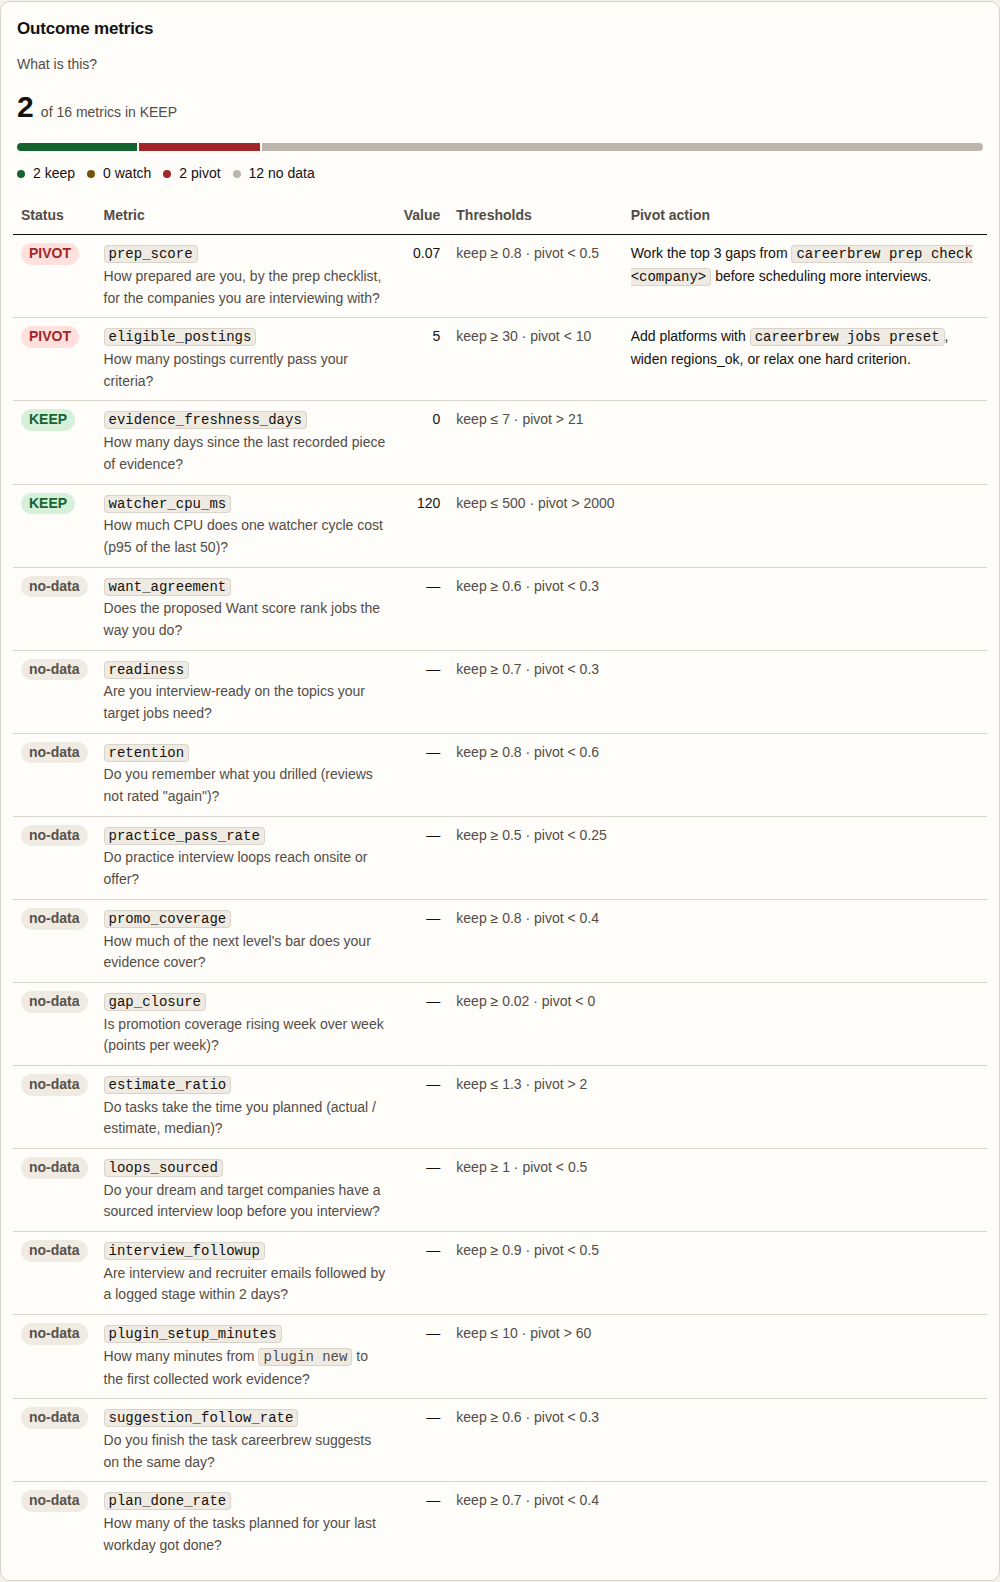 Outcome metrics
What is this?
2 of 16 metrics in KEEP
2 keep 0 watch 2 pivot 12 no data
Status Metric Value Thresholds Pivot action
PIVOT prep_score 0.07 keep ≥ 0.8 · pivot < 0.5 Work the top 3 gaps from careerbrew prep check
How prepared are you, by the prep checklist, <company> before scheduling more interviews.
for the companies you are interviewing with?
PIVOT eligible_postings 5 keep ≥ 30 · pivot < 10 Add platforms with careerbrew jobs preset,
How many postings currently pass your widen regions_ok, or relax one hard criterion.
criteria?
KEEP evidence_freshness_days 0 keep ≤ 7 · pivot > 21
How many days since the last recorded piece
of evidence?
KEEP watcher_cpu_ms 120 keep ≤ 500 · pivot > 2000
How much CPU does one watcher cycle cost
(p95 of the last 50)?
no-data want_agreement — keep ≥ 0.6 · pivot < 0.3
Does the proposed Want score rank jobs the
way you do?
no-data readiness — keep ≥ 0.7 · pivot < 0.3
Are you interview-ready on the topics your
target jobs need?
no-data retention — keep ≥ 0.8 · pivot < 0.6
Do you remember what you drilled (reviews
not rated "again")?
no-data practice_pass_rate — keep ≥ 0.5 · pivot < 0.25
Do practice interview loops reach onsite or
offer?
no-data promo_coverage — keep ≥ 0.8 · pivot < 0.4
How much of the next level's bar does your
evidence cover?
no-data gap_closure — keep ≥ 0.02 · pivot < 0
Is promotion coverage rising week over week
(points per week)?
no-data estimate_ratio — keep ≤ 1.3 · pivot > 2
Do tasks take the time you planned (actual /
estimate, median)?
no-data loops_sourced — keep ≥ 1 · pivot < 0.5
Do your dream and target companies have a
sourced interview loop before you interview?
no-data interview_followup — keep ≥ 0.9 · pivot < 0.5
Are interview and recruiter emails followed by
a logged stage within 2 days?
no-data plugin_setup_minutes — keep ≤ 10 · pivot > 60
How many minutes from plugin new to
the first collected work evidence?
no-data suggestion_follow_rate — keep ≥ 0.6 · pivot < 0.3
Do you finish the task careerbrew suggests
on the same day?
no-data plan_done_rate — keep ≥ 0.7 · pivot < 0.4
How many of the tasks planned for your last
workday got done?